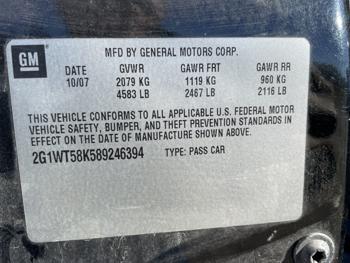 GM
MFD BY GENERAL MOTORS CORP.
DATE GVWR GAWR FRT GAWR RR
10/07 2079 KG 1119 KG 960 KG
4583 LB 2467 LB 2116 LB
THIS VEHICLE CONFORMS TO ALL APPLICABLE U.S. FEDERAL MOTOR
VEHICLE SAFETY, BUMPER, AND THEFT PREVENTION STANDARDS IN
EFFECT ON THE DATE OF MANUFACTURE SHOWN ABOVE.
2G1WT58K589246394 TYPE: PASS CAR